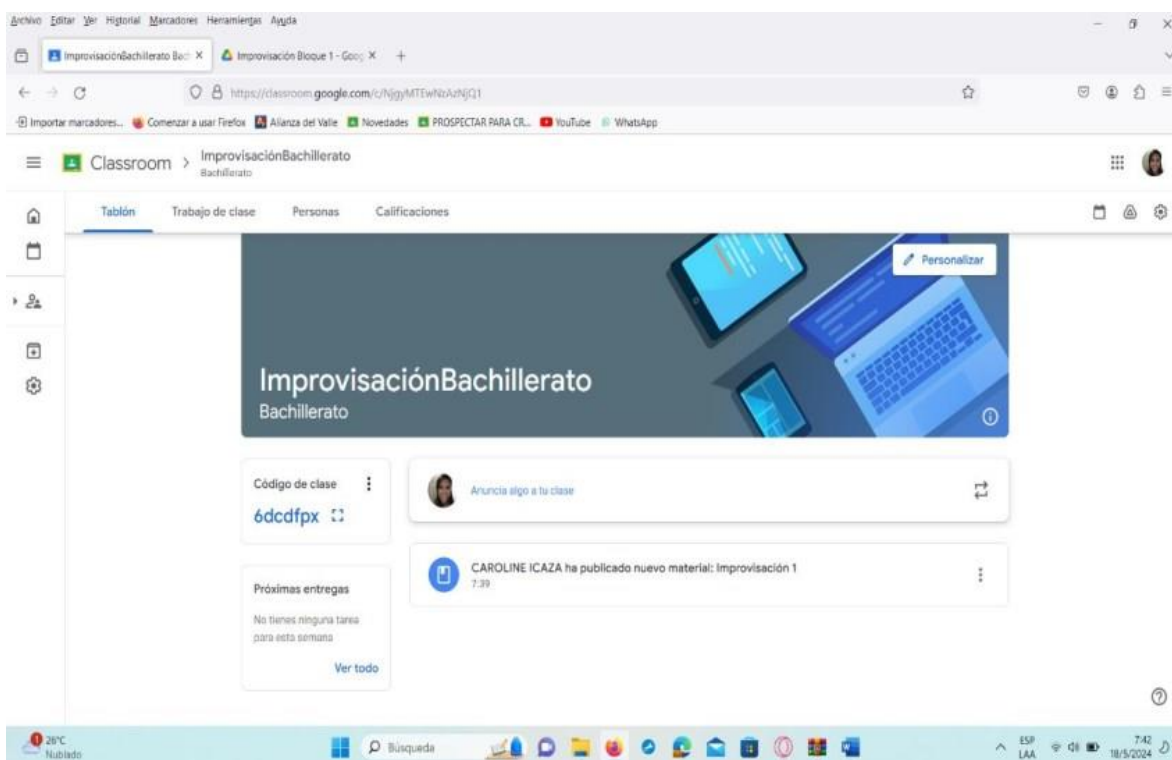 Archivo Editar Ver Historial Marcadores Herramientas Ayuda
ImprovisaciónBachillerato Bach
Improvisación Bloque 1 - Goog
https://classroom.google.com/c/NjgyMTEwNzAzNjQ1
Importar marcadores... Comenzar a usar Firefox Alianza del Valle Novedades PROSPECTAR PARA CR... YouTube WhatsApp
Classroom > ImprovisaciónBachillerato
Bachillerato
Tablón Trabajo de clase Personas Calificaciones
Personalizar
ImprovisaciónBachillerato
Bachillerato
Código de clase
6dcdfpx
Anuncia algo a tu clase
CAROLINE ICAZA ha publicado nuevo material: Improvisación 1
7:39
Próximas entregas
No tienes ninguna tarea
para esta semana
Ver todo
1
26°C
Nublado
Búsqueda
ESP
LAA
7:42
18/5/2024